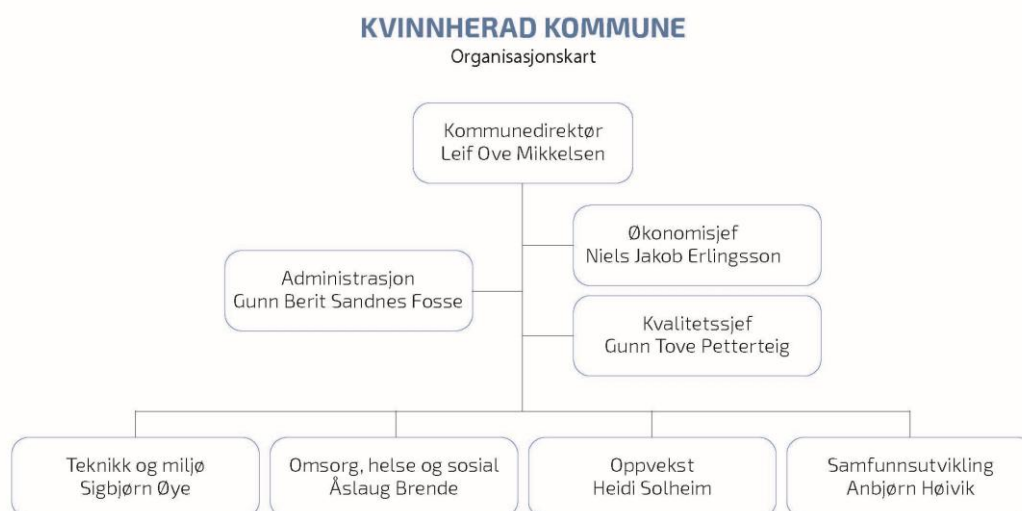 KVINNHERAD KOMMUNE
Organisasjonskart
Kommunedirektør
Leif Ove Mikkelsen
Økonomisjef
Niels Jakob Erlingsson
Administrasjon
Gunn Berit Sandnes Fosse
Kvalitetssjef
Gunn Tove Petterteig
Teknikk og miljø
Sigbjørn Øye
Omsorg, helse og sosial
Åslaug Brende
Oppvekst
Heidi Solheim
Samfunnsutvikling
Anbjørn Høivik